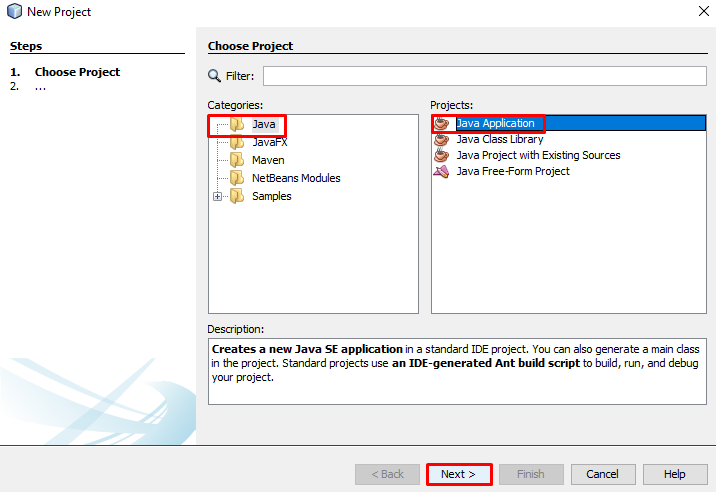 New Project
Steps
1. Choose Project
2. ...
Choose Project
Filter:
Categories:
Java
JavaFX
Maven
NetBeans Modules
Samples
Projects:
Java Application
Java Class Library
Java Project with Existing Sources
Java Free-Form Project
Description:
Creates a new Java SE application in a standard IDE project. You can also generate a main class
in the project. Standard projects use an IDE-generated Ant build script to build, run, and debug
your project.
< Back
Next >
Finish
Cancel
Help